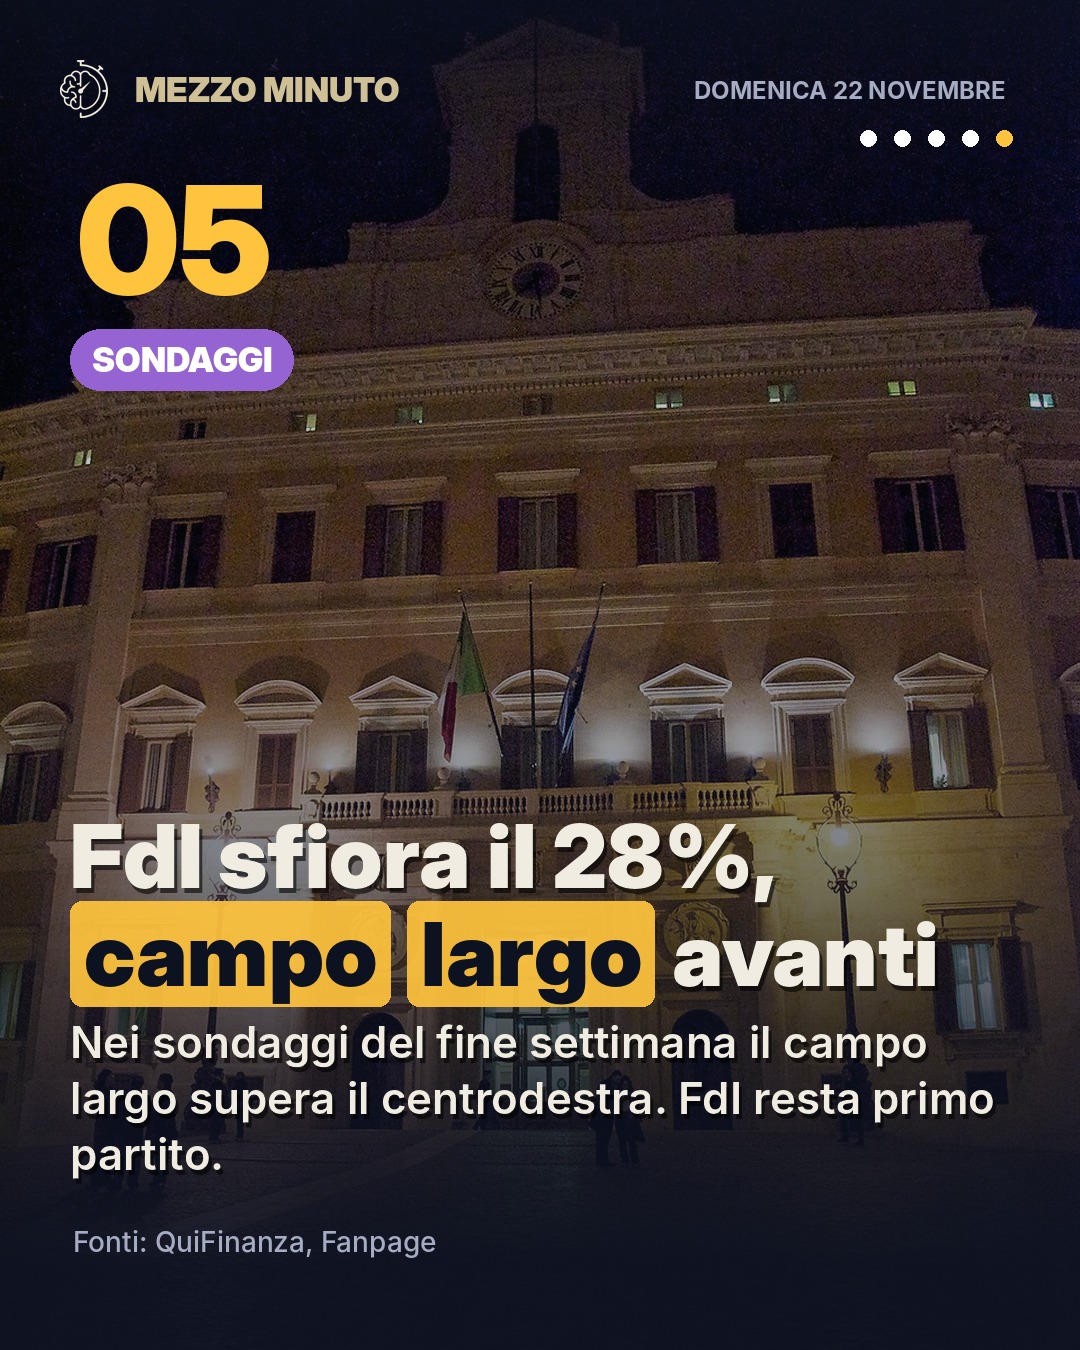 MEZZO MINUTO
DOMENICA 22 NOVEMBRE
05
SONDAGGI
FdI sfiora il 28%,
campo largo avanti
Nei sondaggi del fine settimana il campo
largo supera il centrodestra. FdI resta primo
partito.
Fonti: QuiFinanza, Fanpage